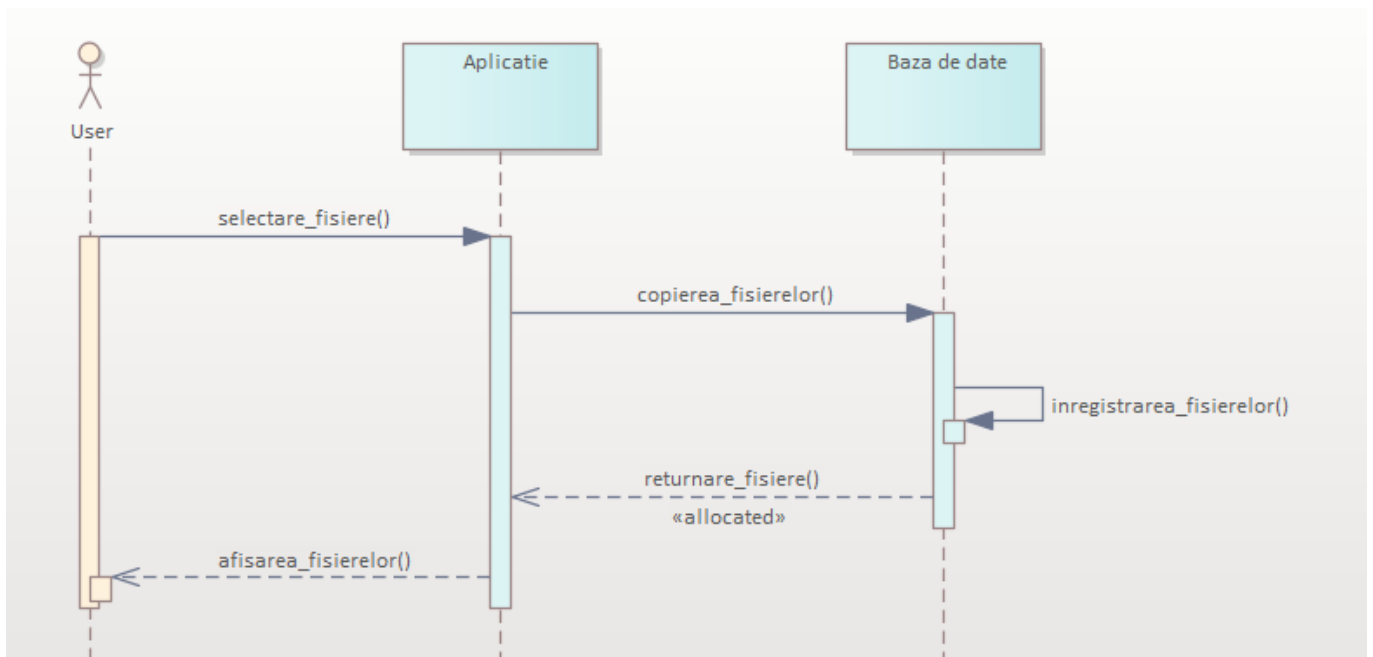 Aplicatie
Baza de date
User
selectare_fisiere()
copierea_fisierelor()
inregistrarea_fisierelor()
returnare_fisiere()
«allocated»
afisarea_fisierelor()